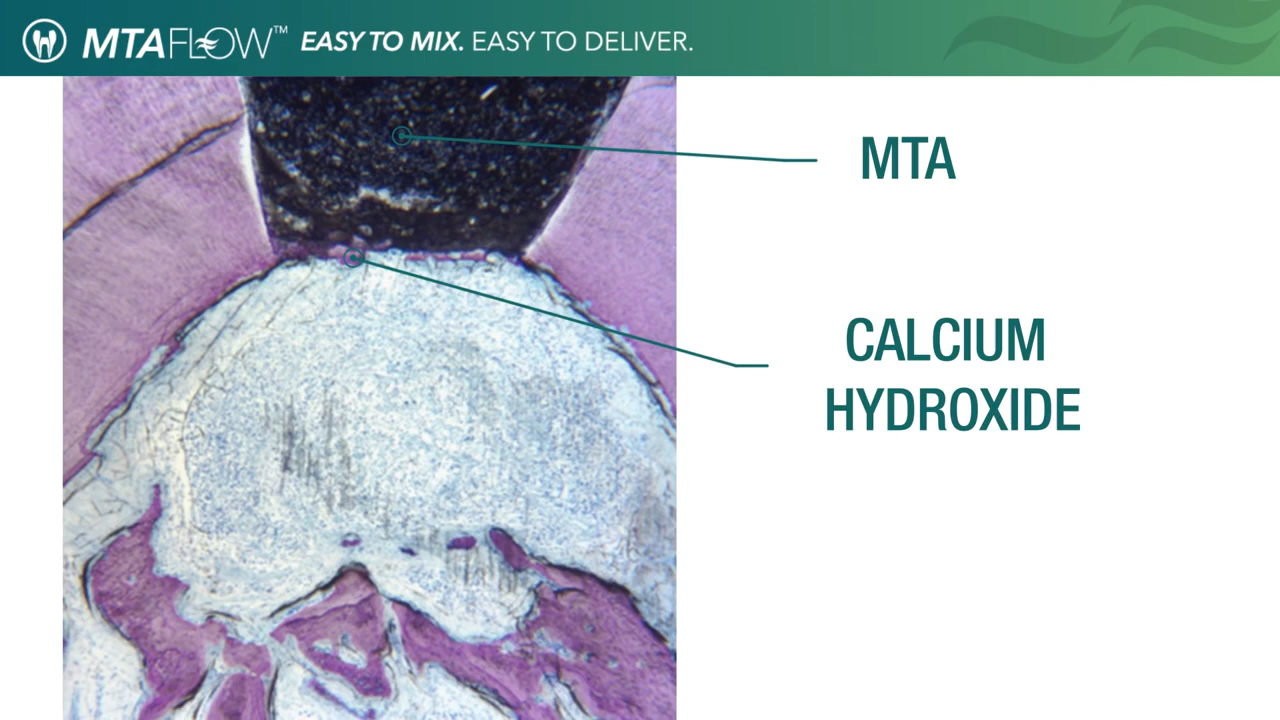 MTAFLOW™ EASY TO MIX. EASY TO DELIVER.
MTA
CALCIUM
HYDROXIDE